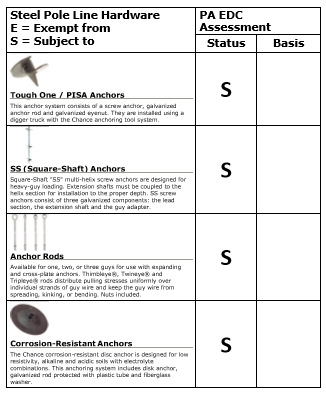 Steel Pole Line Hardware
E = Exempt from
S = Subject to
PA EDC
Assessment
Status
Basis
Tough One / PISA Anchors
This anchor system consists of a screw anchor, galvanized
anchor rod and galvanized eyenut. They are installed using a
digger truck with the Chance anchoring tool system.
S
SS (Square-Shaft) Anchors
Square-Shaft "SS" multi-helix screw anchors are designed for
heavy-guy loading. Extension shafts must be coupled to the
helix section for installation to the proper depth. SS screw
anchors consist of three galvanized components: the lead
section, the extension shaft and the guy adapter.
S
Anchor Rods
Available for one, two, or three guys for use with expanding
and cross-plate anchors. Thimbleye®, Twineye® and
Tripleye® rods distribute pulling stresses uniformly over
individual strands of guy wire and keep the guy wire from
spreading, kinking, or bending. Nuts included.
S
Corrosion-Resistant Anchors
The Chance corrosion-resistant disc anchor is designed for low
resistivity, alkaline and acidic soils with electrolyte
combinations. This anchoring system includes disk anchor,
galvanized rod protected with plastic tube and fiberglass
washer.
S